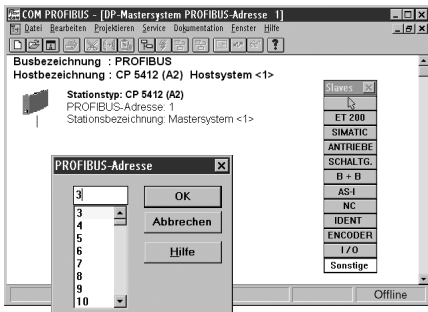 COM PROFIBUS - [DP-Mastersystem PROFIBUS-Adresse 1]
Datei Bearbeiten Projektieren Service Dokumentation Fenster Hilfe
Busbezeichnung : PROFIBUS
Hostbezeichnung : CP 5412 (A2) Hostsystem <1>
Stationstyp: CP 5412 (A2)
PROFIBUS-Adresse: 1
Stationsbezeichnung: Mastersystem <1>
Slaves
ET 200
SIMATIC
ANTRIEBE
SCHALTG.
B + B
AS-I
NC
IDENT
ENCODER
I / O
Sonstige
PROFIBUS-Adresse
3
3
4
5
6
7
8
9
10
OK
Abbrechen
Hilfe
Offline